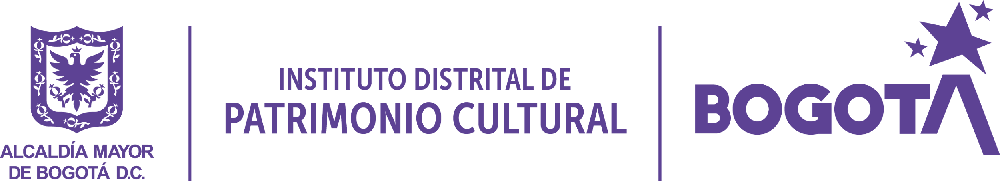 ALCALDÍA MAYOR
DE BOGOTÁ D.C.
INSTITUTO DISTRITAL DE
PATRIMONIO CULTURAL
BOGOTÁ